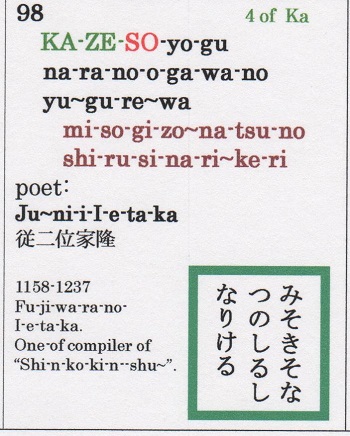 98
4 of Ka
KA-ZE-SO-yo-gu
na-ra-no-o-ga-wa-no
yu~gu-re~wa
mi-so-gi-zo~na-tsu-no
shi-ru-si-na-ri~ke-ri
poet:
Ju~ni-i-I-e-ta-ka
従二位家隆
1158-1237
Fu-ji-wa-ra-no-
I-e-ta-ka.
One-of compiler of
“Shi-n-ko-ki-n--shu~”.
みそきそな
つのしるし
なりける